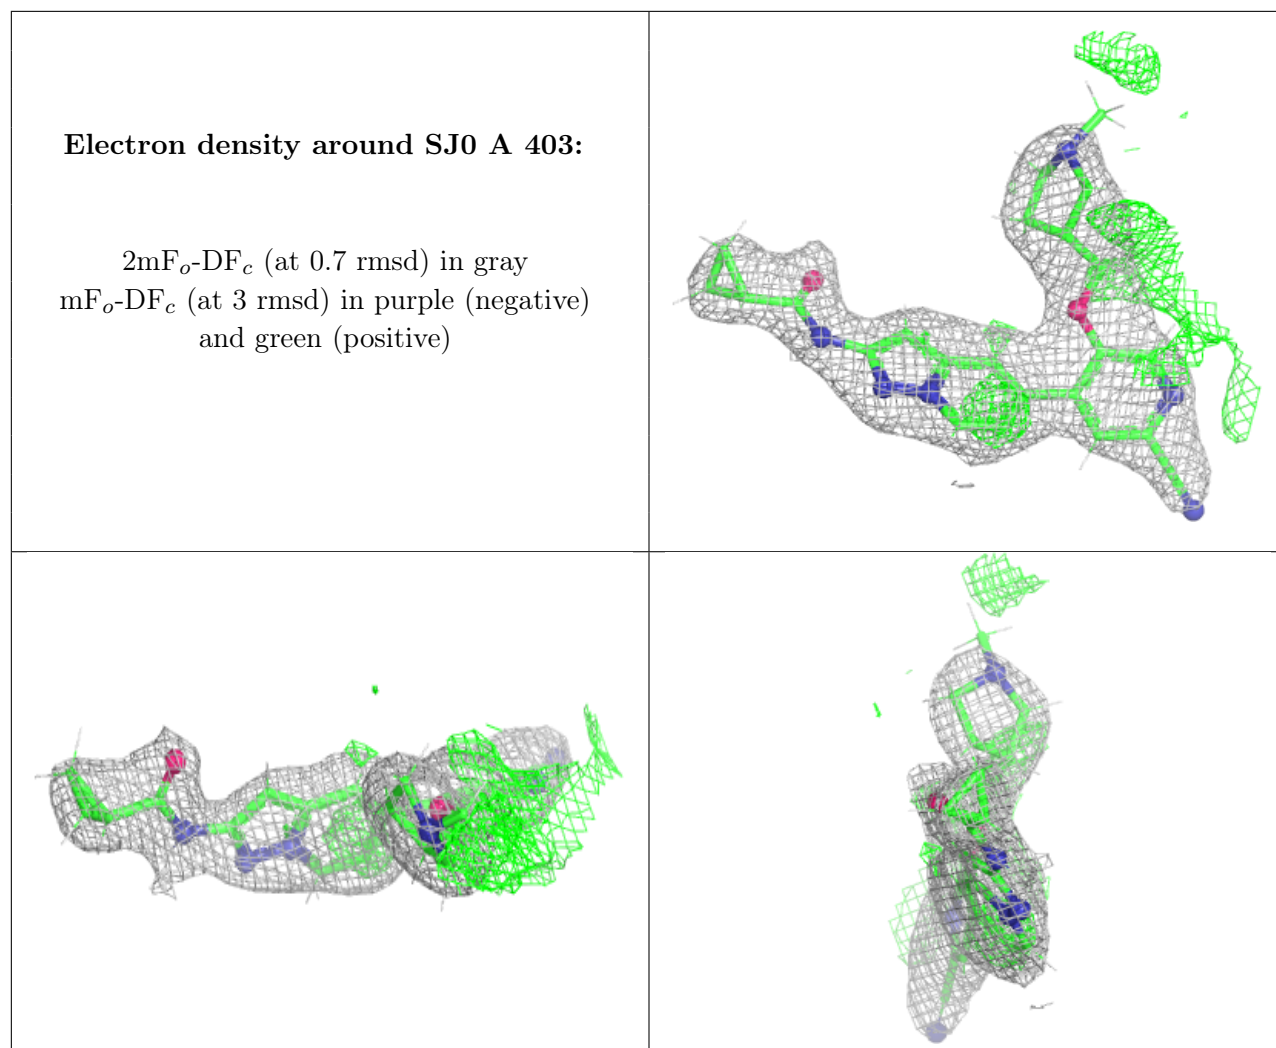 Electron density around SJ0 A 403:
2mFo-DFc (at 0.7 rmsd) in gray
mFo-DFc (at 3 rmsd) in purple (negative)
and green (positive)